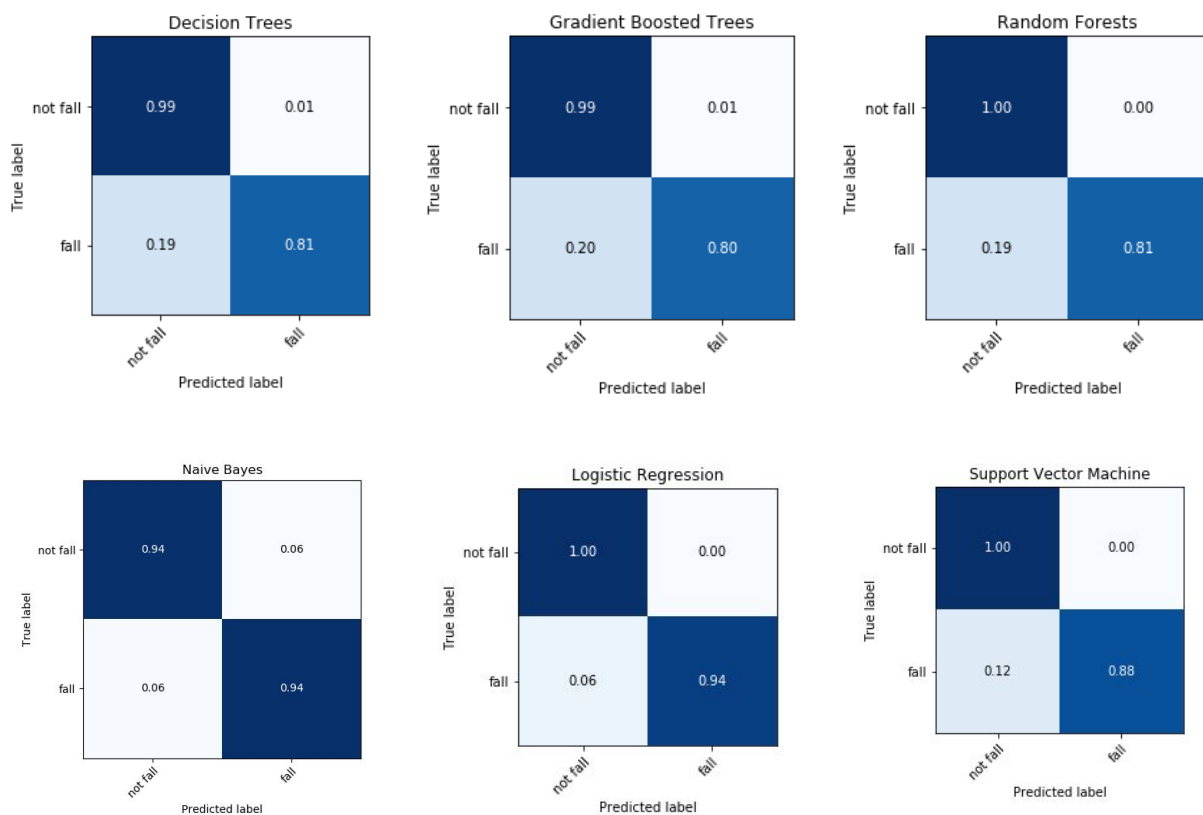 Decision Trees
True label
not fall
0.99 0.01
fall
0.19 0.81
not fall fall
Predicted label
Gradient Boosted Trees
True label
not fall
0.99 0.01
fall
0.20 0.80
not fall fall
Predicted label
Random Forests
True label
not fall
1.00 0.00
fall
0.19 0.81
not fall fall
Predicted label
Naive Bayes
True label
not fall
0.94 0.06
fall
0.06 0.94
not fall fall
Predicted label
Logistic Regression
True label
not fall
1.00 0.00
fall
0.06 0.94
not fall fall
Predicted label
Support Vector Machine
True label
not fall
1.00 0.00
fall
0.12 0.88
not fall fall
Predicted label